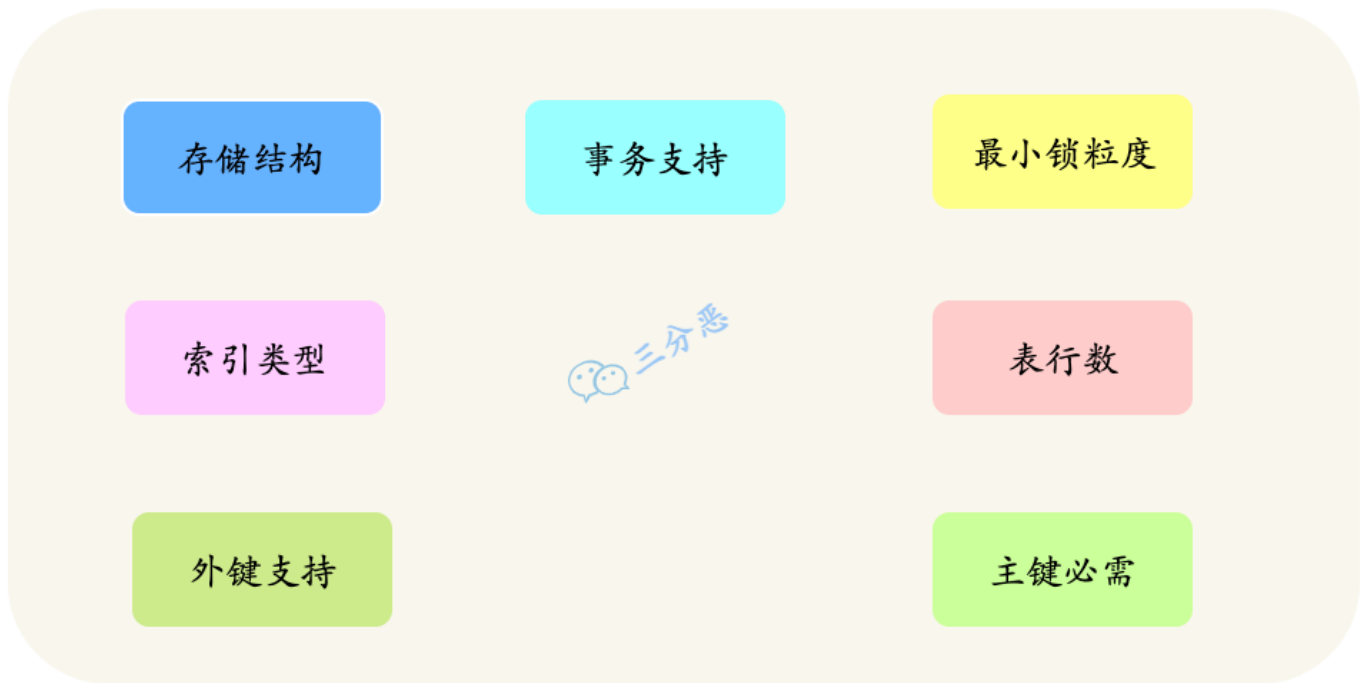 存储结构
事务支持
最小锁粒度
索引类型
三分恶
表行数
外键支持
主键必需